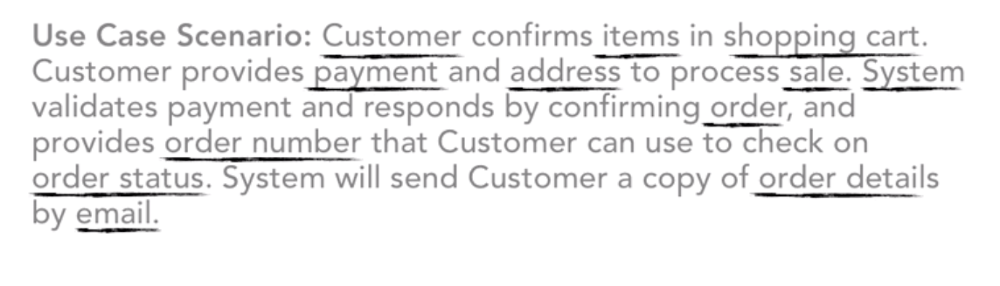 Use Case Scenario: Customer confirms items in shopping cart.
Customer provides payment and address to process sale. System
validates payment and responds by confirming order, and
provides order number that Customer can use to check on
order status. System will send Customer a copy of order details
by email.